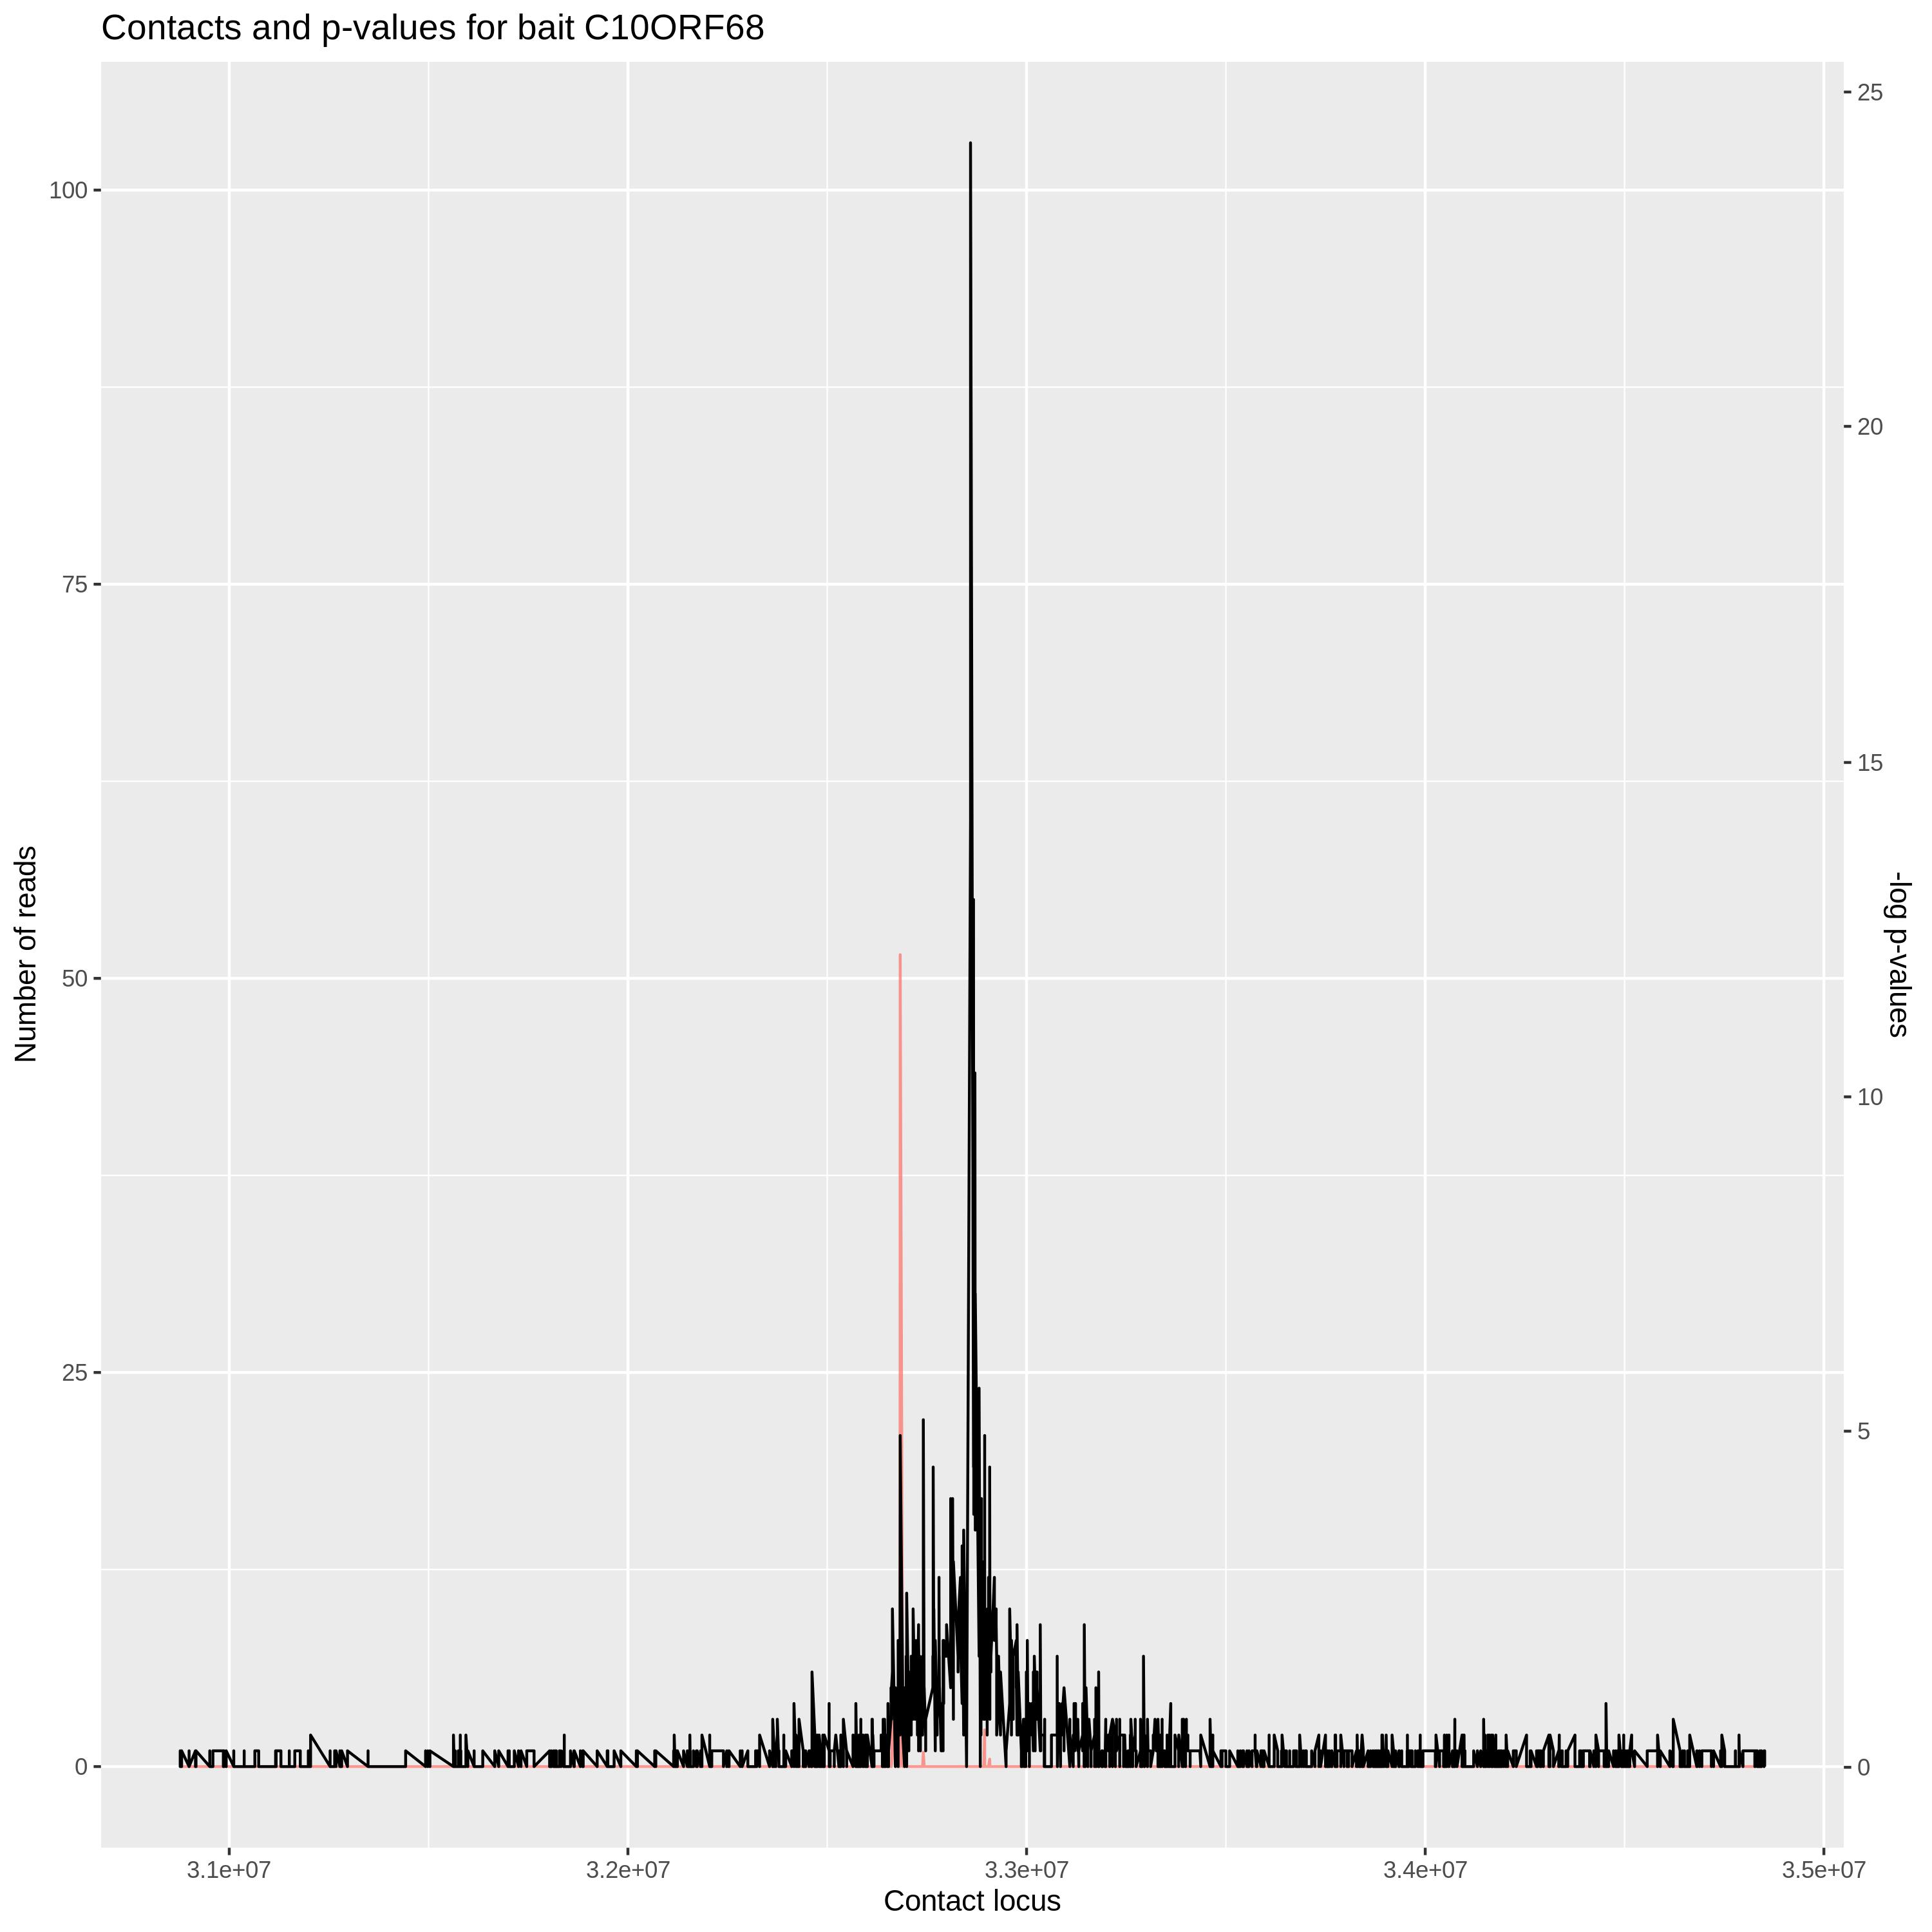 Contacts and p-values for bait C10ORF68
25
100
20
75
15
Number of reads
-log p-values
50
10
25
5
0
0
3.1e+07
3.2e+07
3.3e+07
3.4e+07
3.5e+07
Contact locus